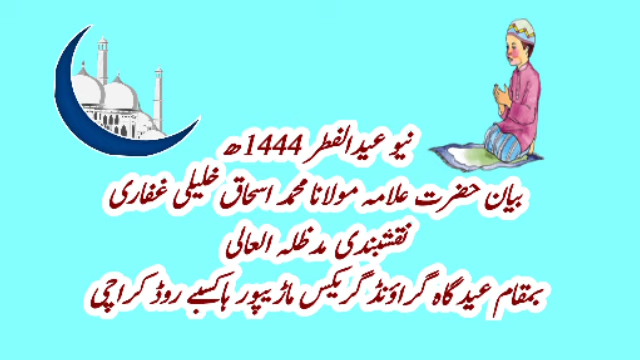 نیو عیدالفطر 1444ھ
بیان حضرت علامہ مولانا محمد اسحاق خلیلی غفاری
نقشبندی مدظلہ العالی
بمقام عید گاہ گراؤنڈ گریکس ماڑیپور ہاکسبے روڈ کراچی